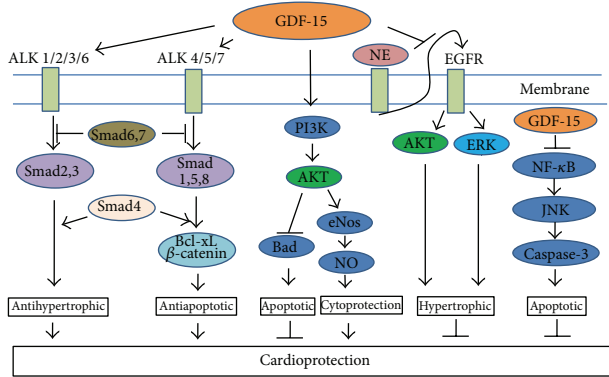 GDF-15
ALK 1/2/3/6
ALK 4/5/7
NE
EGFR
Membrane
Smad6,7
PI3K
AKT
ERK
GDF-15
Smad2,3
Smad
1,5,8
AKT
NF-κB
Smad4
eNos
JNK
Bcl-xL
β-catenin
Bad
NO
Caspase-3
Antihypertrophic
Antiapoptotic
Apoptotic
Cytoprotection
Hypertrophic
Apoptotic
Cardioprotection